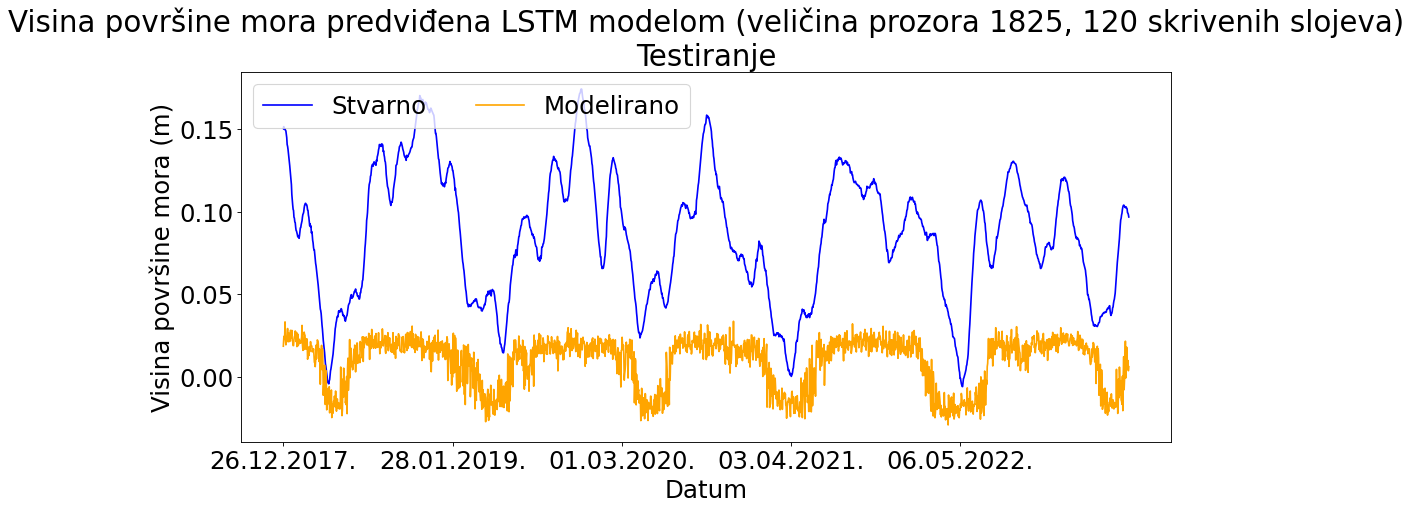 Visina površine mora predviđena LSTM modelom (veličina prozora 1825, 120 skrivenih slojeva)
Testiranje
Stvarno Modelirano
Visina površine mora (m)
0.15
0.10
0.05
0.00
26.12.2017. 28.01.2019. 01.03.2020. 03.04.2021. 06.05.2022.
Datum